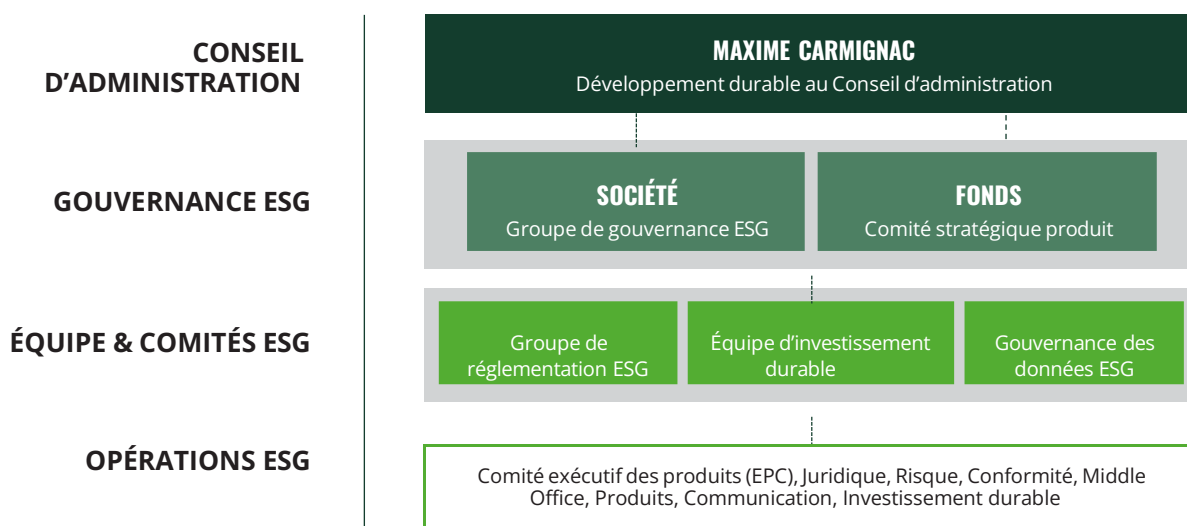 CONSEIL
D’ADMINISTRATION
MAXIME CARMIGNAC
Développement durable au Conseil d’administration
GOUVERNANCE ESG
SOCIÉTÉ
Groupe de gouvernance ESG
FONDS
Comité stratégique produit
ÉQUIPE & COMITÉS ESG
Groupe de
réglementation ESG
Équipe d’investissement
durable
Gouvernance des
données ESG
OPÉRATIONS ESG
Comité exécutif des produits (EPC), Juridique, Risque, Conformité, Middle
Office, Produits, Communication, Investissement durable